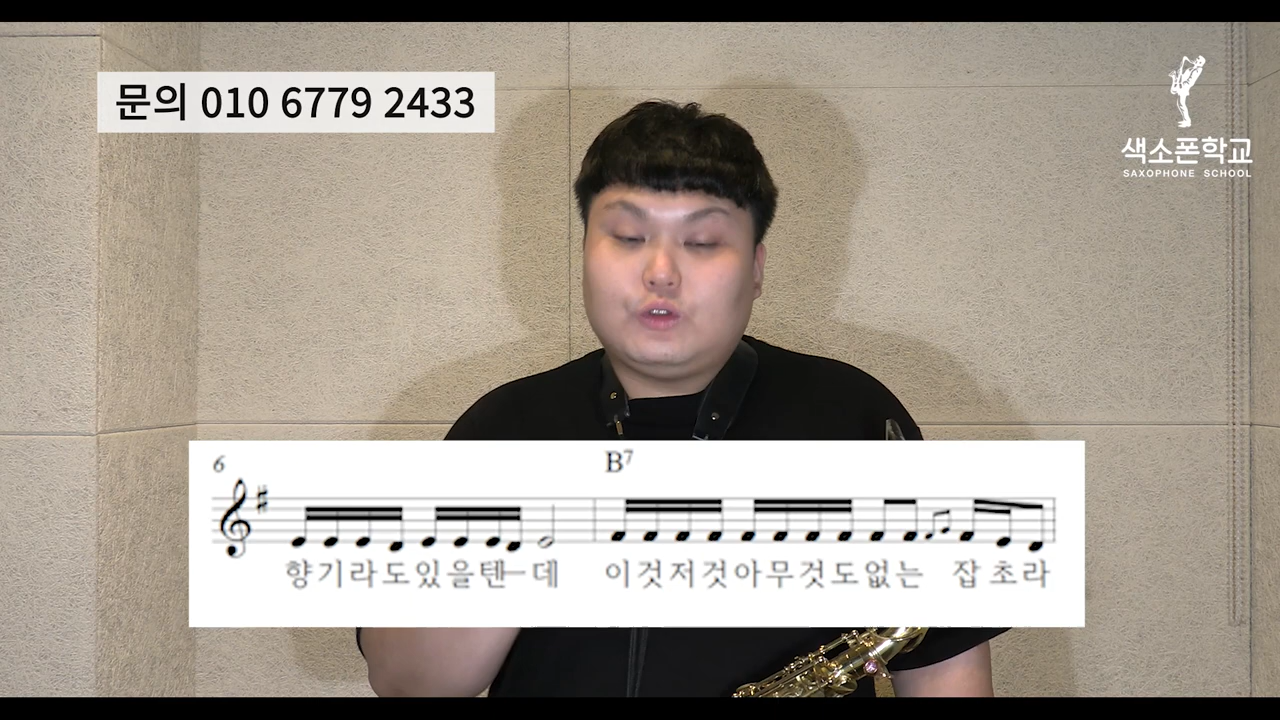 문의 010 6779 2433
색소폰학교
SAXOPHONE SCHOOL
6
B7
향기라도있을텐—데 이것저것아무것도없는 잡초라